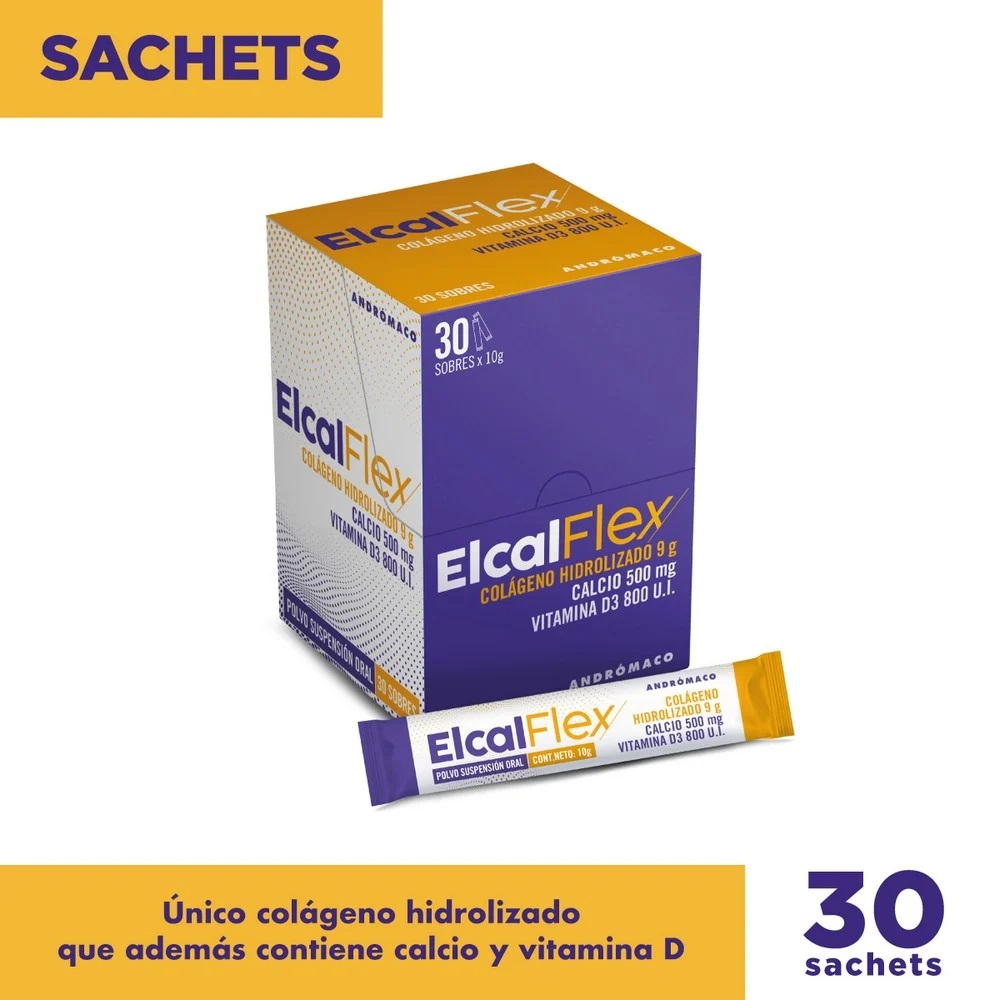 SACHETS
ElcalFlex
COLÁGENO HIDROLIZADO 9 g
CALCIO 500 mg
VITAMINA D3 800 U.I.
ANDRÓMACO
30 SOBRES
ANDRÓMACO
ElcalFlex
COLÁGENO HIDROLIZADO 9 g
CALCIO 500 mg
VITAMINA D3 800 U.I.
POLVO SUSPENSIÓN ORAL 30 SOBRES
30
SOBRES x 10g
ElcalFlex
COLÁGENO HIDROLIZADO 9 g
CALCIO 500 mg
VITAMINA D3 800 U.I.
ANDRÓMACO
ANDRÓMACO
ElcalFlex
POLVO SUSPENSIÓN ORAL CONT.NETO: 10g
COLÁGENO
HIDROLIZADO 9 g
CALCIO 500 mg
VITAMINA D3 800 U.I.
Único colágeno hidrolizado
que además contiene calcio y vitamina D
30
sachets